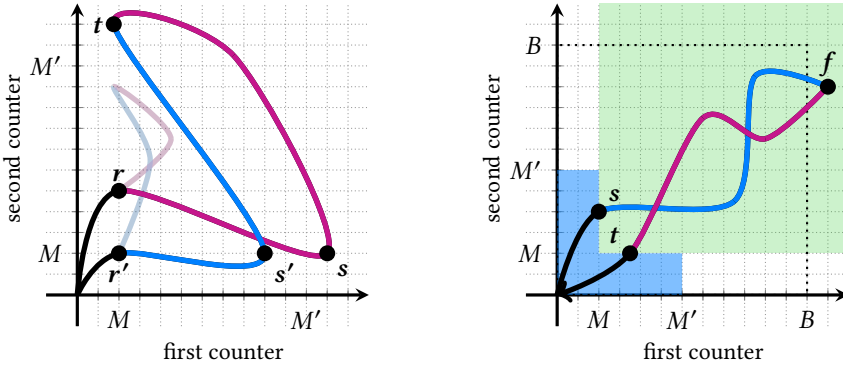 t
M′
second counter
r
M
r′
s′
s
M
M′
first counter
B
f
second counter
M′
s
t
M
M
M′
B
first counter